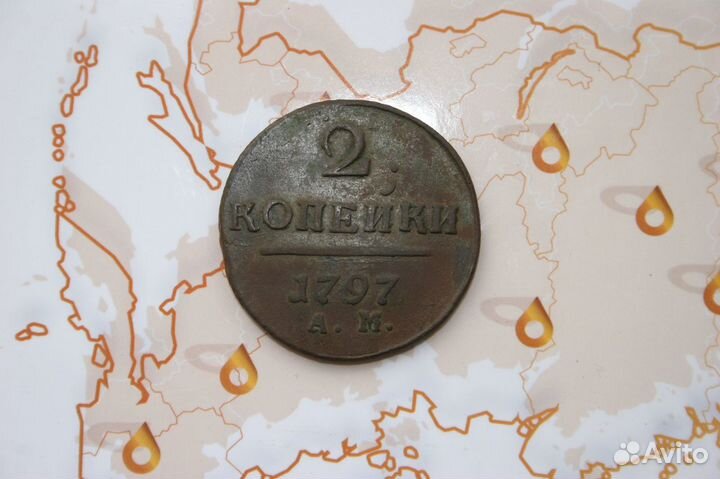 2
КОПЕЙКИ
1797
А. М.
Avito